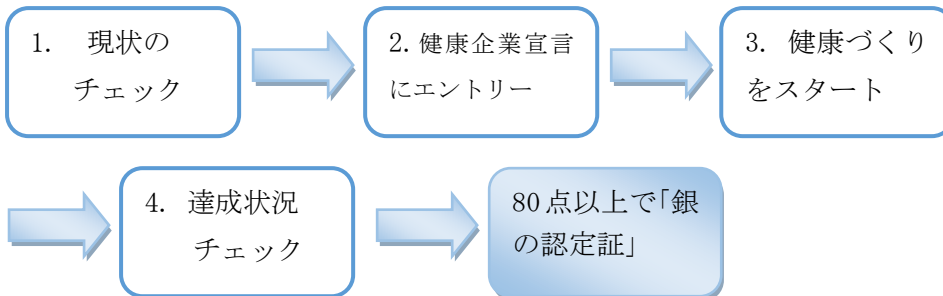 1. 現状の
チェック
2. 健康企業宣言
にエントリー
3. 健康づくり
をスタート
4. 達成状況
チェック
80点以上で「銀
の認定証」